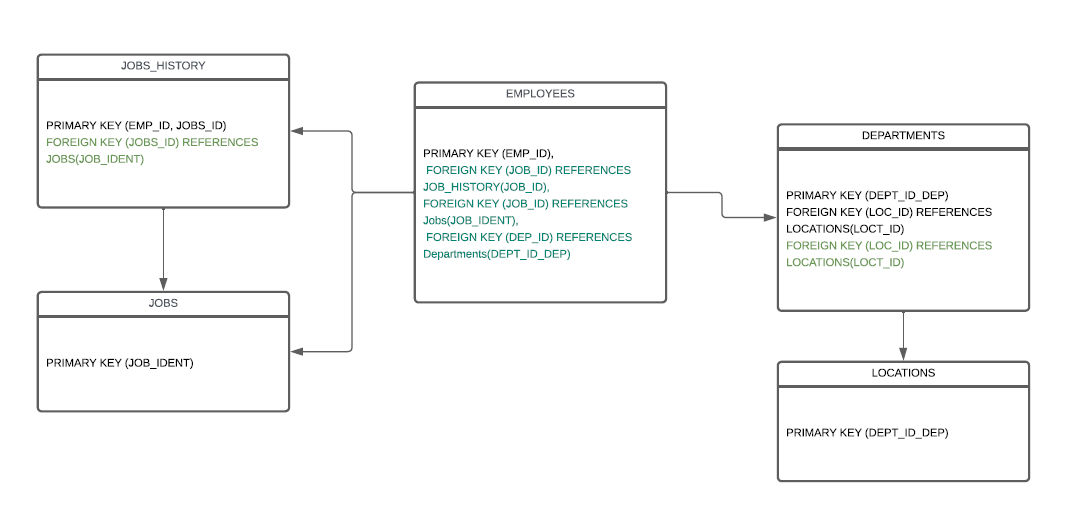 JOBS_HISTORY
PRIMARY KEY (EMP_ID, JOBS_ID)
FOREIGN KEY (JOBS_ID) REFERENCES
JOBS(JOB_IDENT)
JOBS
PRIMARY KEY (JOB_IDENT)
EMPLOYEES
PRIMARY KEY (EMP_ID),
FOREIGN KEY (JOB_ID) REFERENCES
JOB_HISTORY(JOB_ID),
FOREIGN KEY (JOB_ID) REFERENCES
Jobs(JOB_IDENT),
FOREIGN KEY (DEP_ID) REFERENCES
Departments(DEPT_ID_DEP)
DEPARTMENTS
PRIMARY KEY (DEPT_ID_DEP)
FOREIGN KEY (LOC_ID) REFERENCES
LOCATIONS(LOCT_ID)
FOREIGN KEY (LOC_ID) REFERENCES
LOCATIONS(LOCT_ID)
LOCATIONS
PRIMARY KEY (DEPT_ID_DEP)